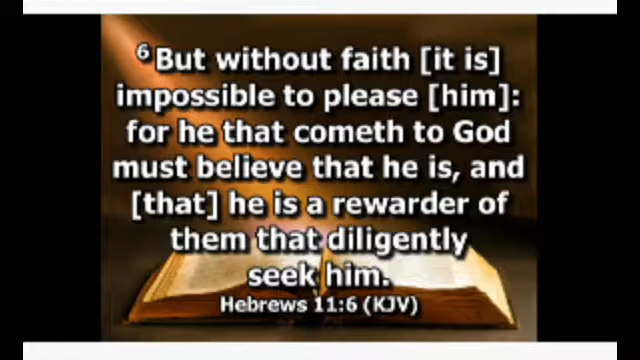 6 But without faith [it is]
impossible to please [him]:
for he that cometh to God
must believe that he is, and
[that] he is a rewarder of
them that diligently
seek him.
Hebrews 11:6 (KJV)